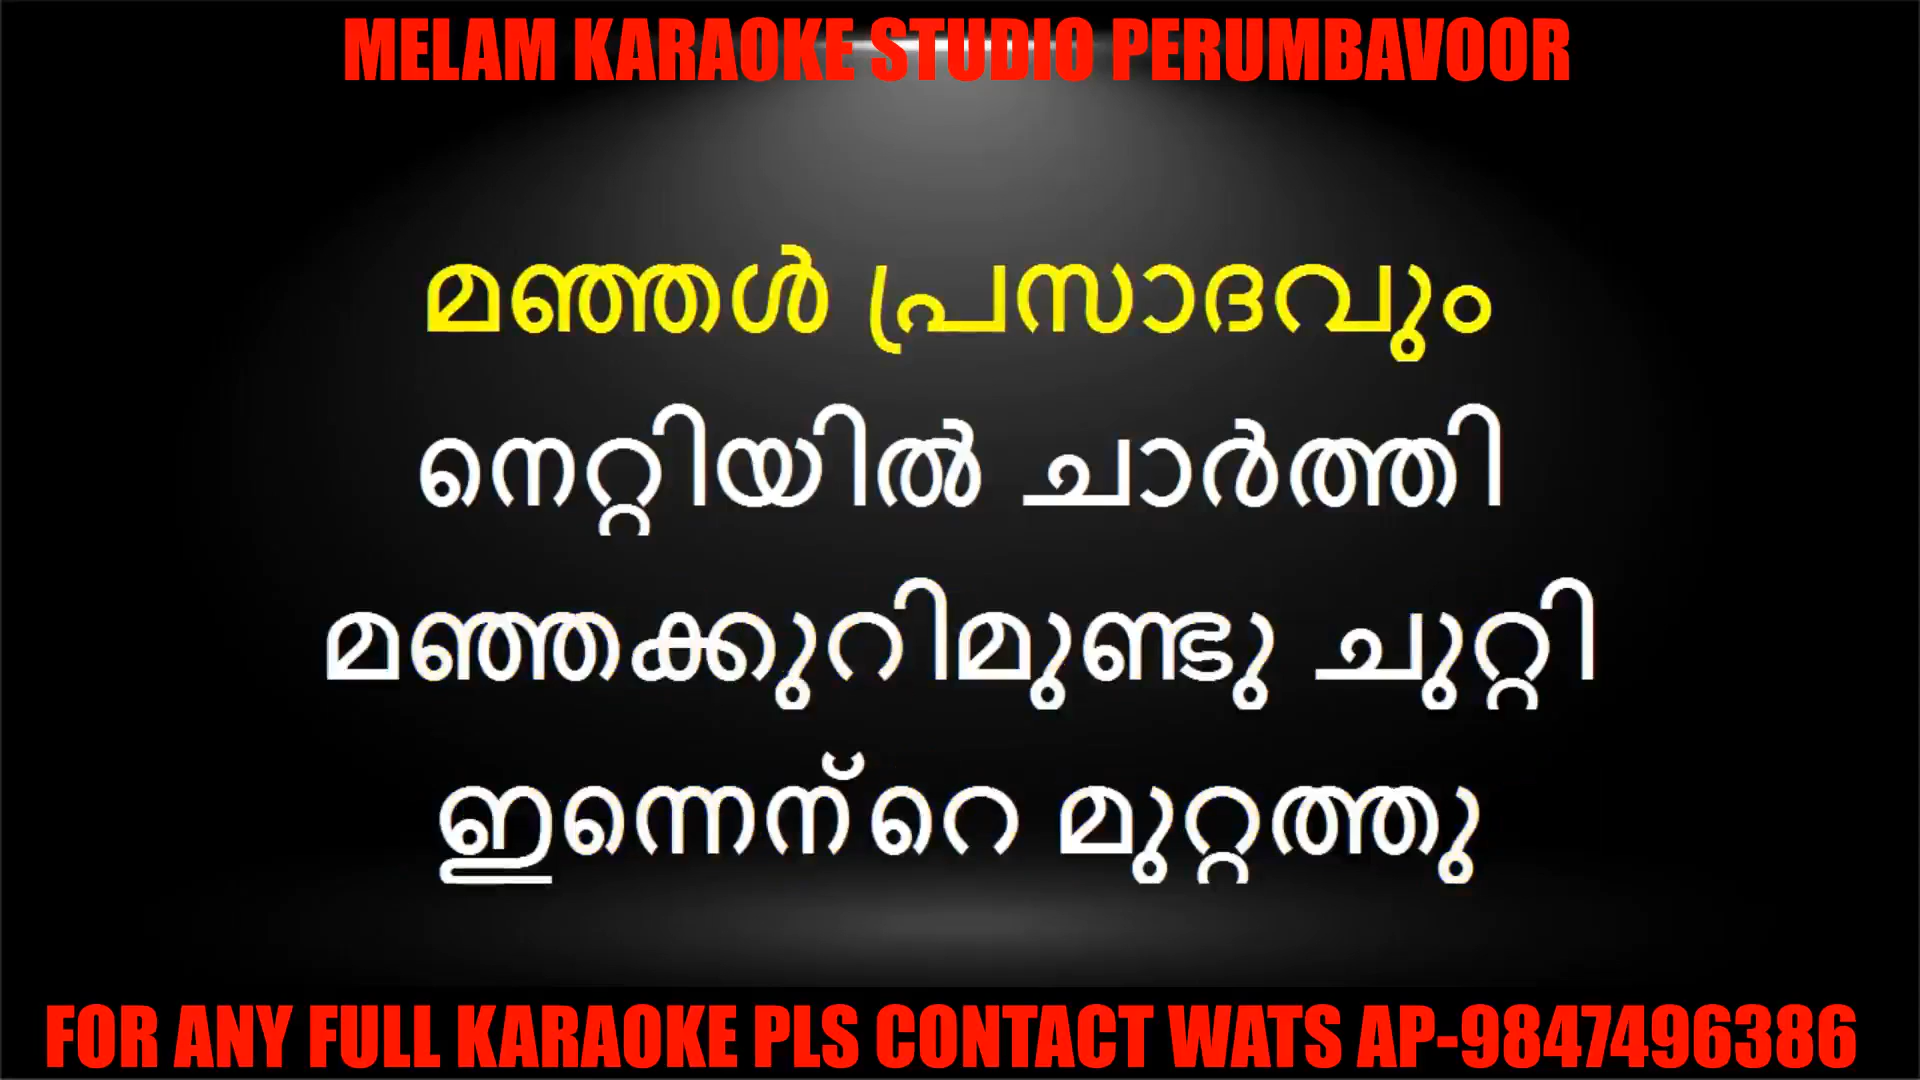 MELAM KARAOKE STUDIO PERUMBAVOOR
മഞ്ഞൾ പ്രസാദവും
നെറ്റിയിൽ ചാർത്തി
മഞ്ഞക്കുറിമുണ്ടു ചുറ്റി
ഇന്നെന്‌റെ മുറ്റത്തു
FOR ANY FULL KARAOKE PLS CONTACT WATS AP-9847496386